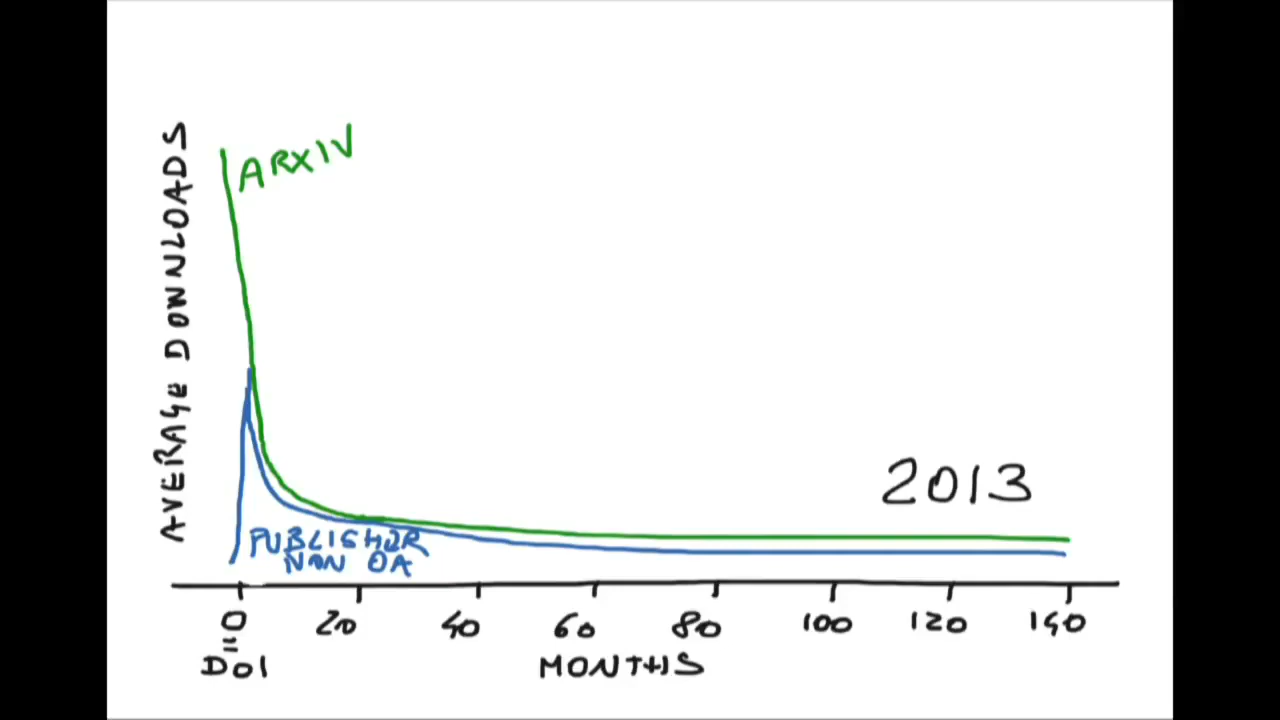 ARXIV
AVERAGE DOWNLOADS
2013
PUBLISHER
NON OA
0 20 40 60 80 100 120 140
=
DOI
MONTHS